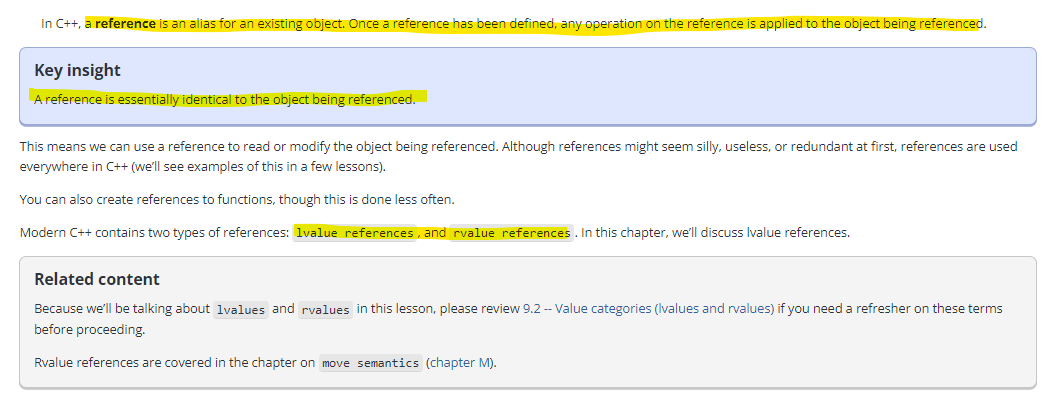 In C++, a reference is an alias for an existing object. Once a reference has been defined, any operation on the reference is applied to the object being referenced.
Key insight
A reference is essentially identical to the object being referenced.
This means we can use a reference to read or modify the object being referenced. Although references might seem silly, useless, or redundant at first, references are used
everywhere in C++ (we'll see examples of this in a few lessons).
You can also create references to functions, though this is done less often.
Modern C++ contains two types of references: lvalue references, and rvalue references. In this chapter, we'll discuss lvalue references.
Related content
Because we'll be talking about lvalues and rvalues in this lesson, please review 9.2 -- Value categories (lvalues and rvalues) if you need a refresher on these terms
before proceeding.
Rvalue references are covered in the chapter on move semantics (chapter M).